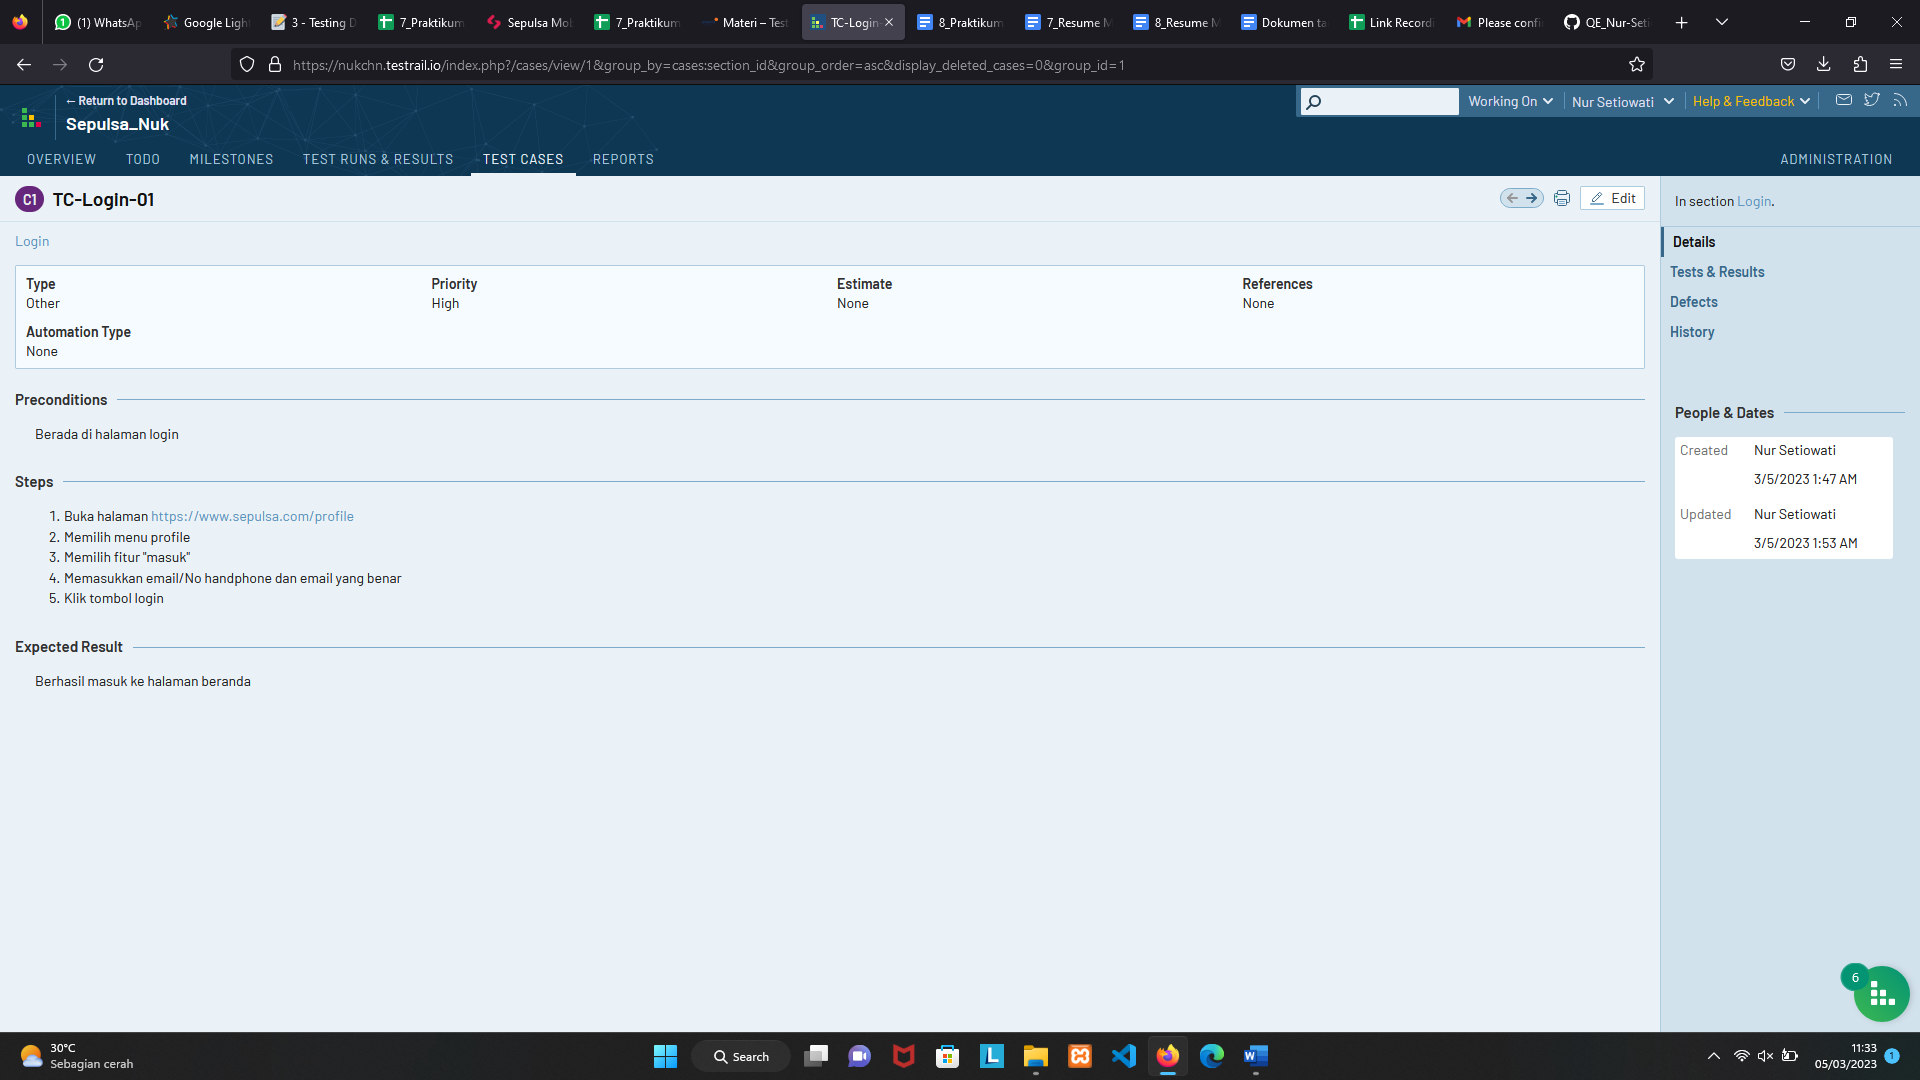 (1) WhatsAp
Google Ligh
3 - Testing D
7_Praktikum
Sepulsa Mo
7_Praktikum
Materi – Test
TC-Login-
8_Praktikum
7_Resume M
8_Resume M
Dokumen ta
Link Recordi
Please confi
QE_Nur-Seti
https://nukchn.testrail.io/index.php?/cases/view/1&group_by=cases:section_id&group_order=asc&display_deleted_cases=0&group_id=1
← Return to Dashboard
Sepulsa_Nuk
Working On
Nur Setiowati
Help & Feedback
OVERVIEW
TODO
MILESTONES
TEST RUNS & RESULTS
TEST CASES
REPORTS
ADMINISTRATION
C1
TC-LogIn-01
Edit
Login
Type
Other
Priority
High
Estimate
None
References
None
Automation Type
None
Preconditions
Berada di halaman login
Steps
1. Buka halaman https://www.sepulsa.com/profile
2. Memilih menu profile
3. Memilih fitur "masuk"
4. Memasukkan email/No handphone dan email yang benar
5. Klik tombol login
Expected Result
Berhasil masuk ke halaman beranda
In section Login.
Details
Tests & Results
Defects
History
People & Dates
Created
Nur Setiowati
3/5/2023 1:47 AM
Updated
Nur Setiowati
3/5/2023 1:53 AM
6
30°C
Sebagian cerah
Search
11:33
05/03/2023
1